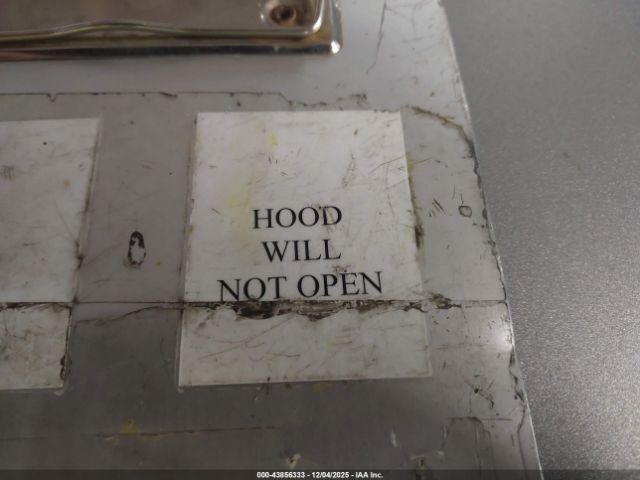 HOOD
WILL
NOT OPEN
000-43856333 - 12/04/2025 - IAA Inc.